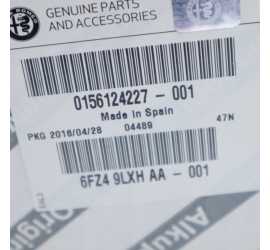 GENUINE PARTS
AND ACCESSORIES
0156124227 - 001
Made in Spain
PKG 2016/04/28 04489 47N
6FZ4 9LXH AA - 001
Original